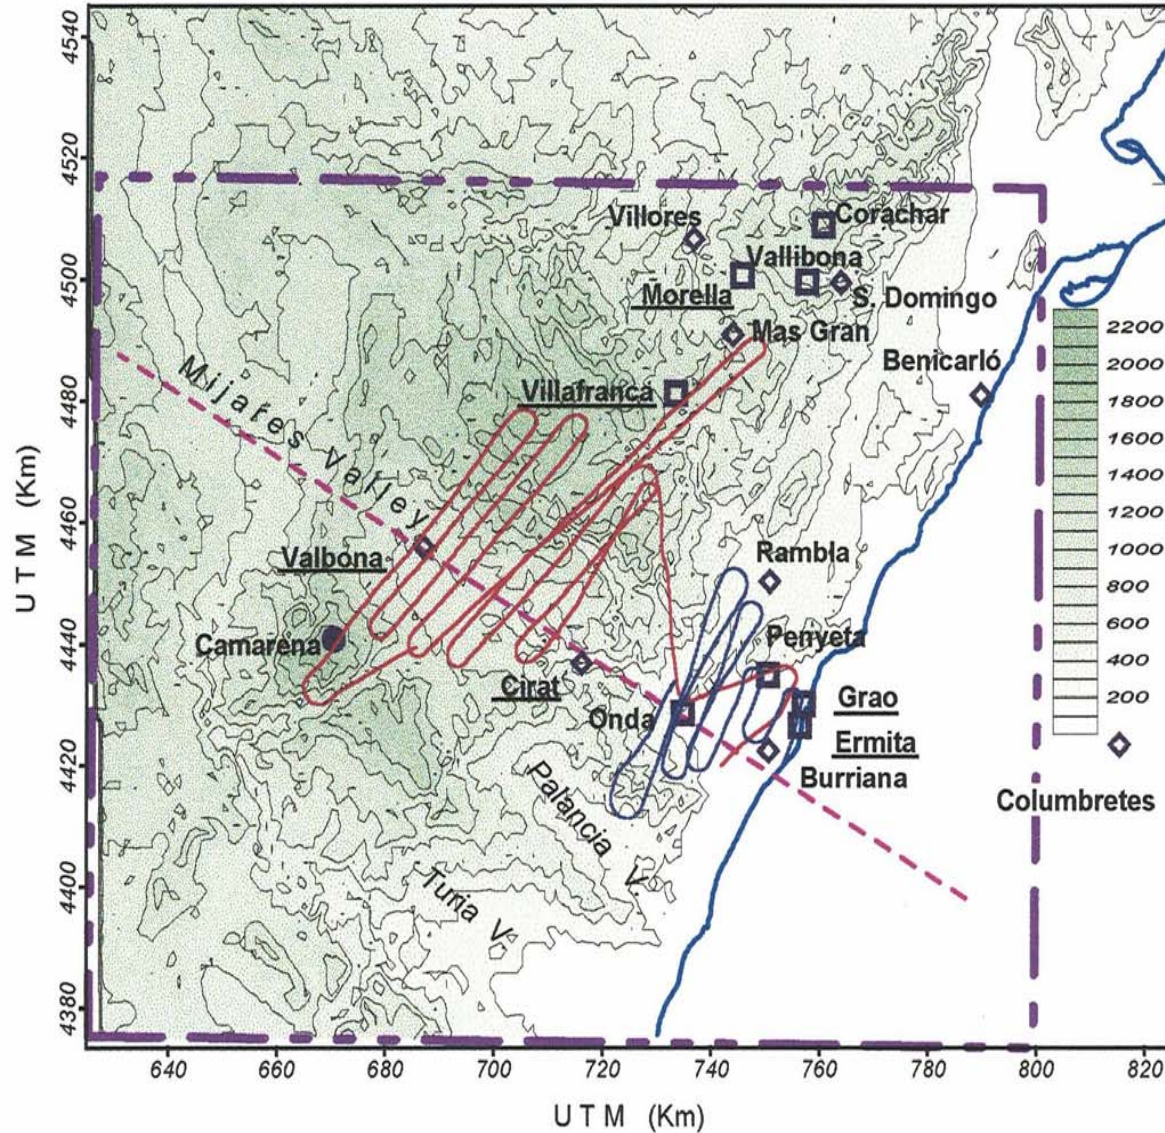 4540
4520
4500
4480
4460
4440
4420
4400
4380
UTM (Km)
Villores
Corachar
Vallibona
Morella
S. Domingo
Mas Gran
Benicarló
Villafranca
Mijares Valley
Valbona
Rambla
Camarena
Penyeta
Cirat
Onda
Grao
Ermita
Burriana
Palancia V.
Turia V.
Columbretes
2200
2000
1800
1600
1400
1200
1000
800
600
400
200
640 660 680 700 720 740 760 780 800 820
UTM (Km)